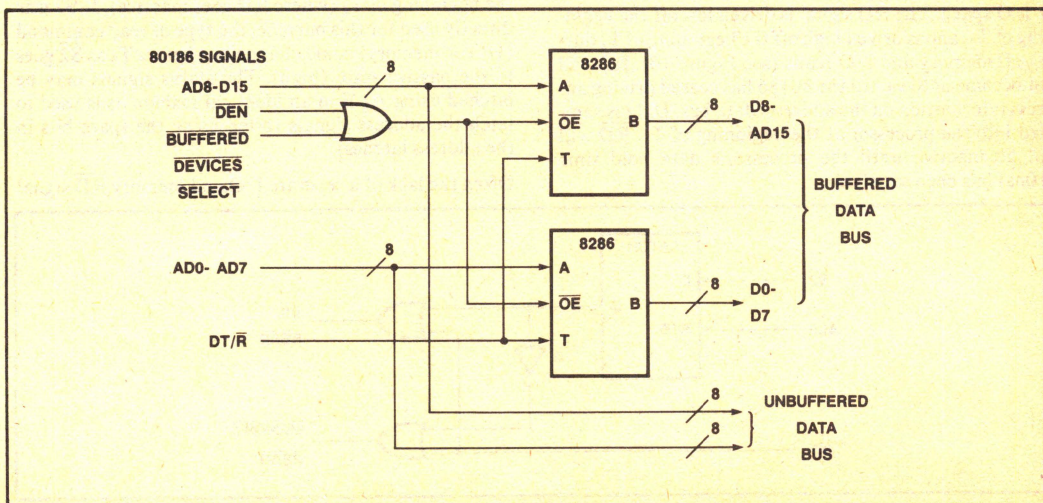 80186 SIGNALS
AD8-D15
DEN
BUFFERED
DEVICES
SELECT
AD0- AD7
DT/R
8
8
8286
A
OE
T
B
8
D8-
AD15
8286
A
OE
T
B
8
D0-
D7
BUFFERED
DATA
BUS
8
8
UNBUFFERED
DATA
BUS